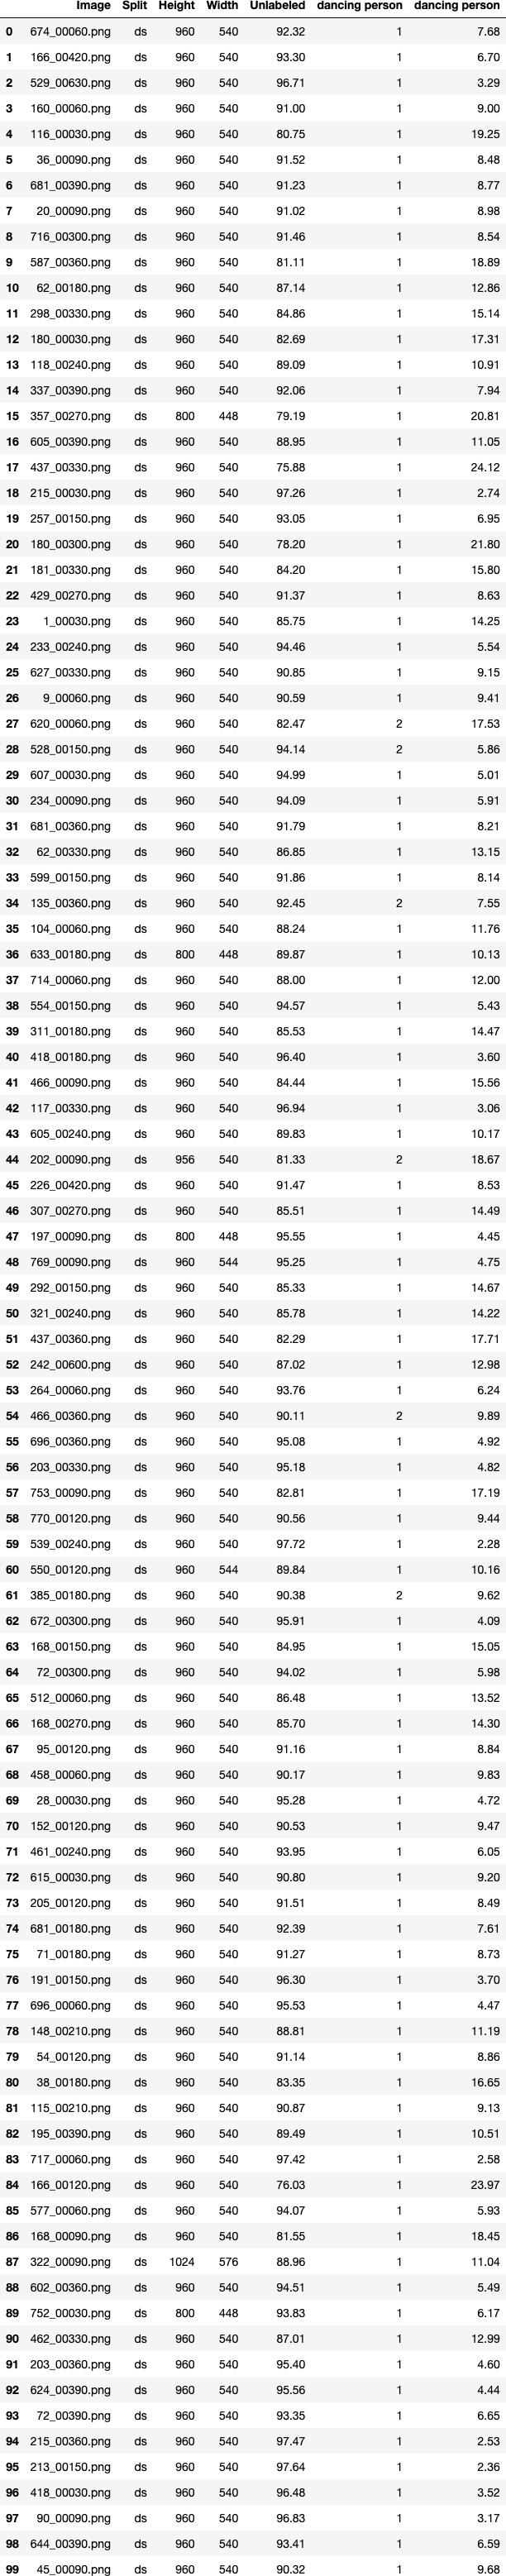 Image Split Height Width Unlabeled dancing person dancing person
0 674_00060.png ds 960 540 92.32 1 7.68
1 166_00420.png ds 960 540 93.30 1 6.70
2 529_00630.png ds 960 540 96.71 1 3.29
3 160_00060.png ds 960 540 91.00 1 9.00
4 116_00030.png ds 960 540 80.75 1 19.25
5 36_00090.png ds 960 540 91.52 1 8.48
6 681_00390.png ds 960 540 91.23 1 8.77
7 20_00090.png ds 960 540 91.02 1 8.98
8 716_00300.png ds 960 540 91.46 1 8.54
9 587_00360.png ds 960 540 81.11 1 18.89
10 62_00180.png ds 960 540 87.14 1 12.86
11 298_00330.png ds 960 540 84.86 1 15.14
12 180_00030.png ds 960 540 82.69 1 17.31
13 118_00240.png ds 960 540 89.09 1 10.91
14 337_00390.png ds 960 540 92.06 1 7.94
15 357_00270.png ds 800 448 79.19 1 20.81
16 605_00390.png ds 960 540 88.95 1 11.05
17 437_00330.png ds 960 540 75.88 1 24.12
18 215_00030.png ds 960 540 97.26 1 2.74
19 257_00150.png ds 960 540 93.05 1 6.95
20 180_00300.png ds 960 540 78.20 1 21.80
21 181_00330.png ds 960 540 84.20 1 15.80
22 429_00270.png ds 960 540 91.37 1 8.63
23 1_00030.png ds 960 540 85.75 1 14.25
24 233_00240.png ds 960 540 94.46 1 5.54
25 627_00330.png ds 960 540 90.85 1 9.15
26 9_00060.png ds 960 540 90.59 1 9.41
27 620_00060.png ds 960 540 82.47 2 17.53
28 528_00150.png ds 960 540 94.14 2 5.86
29 607_00030.png ds 960 540 94.99 1 5.01
30 234_00090.png ds 960 540 94.09 1 5.91
31 681_00360.png ds 960 540 91.79 1 8.21
32 62_00330.png ds 960 540 86.85 1 13.15
33 599_00150.png ds 960 540 91.86 1 8.14
34 135_00360.png ds 960 540 92.45 2 7.55
35 104_00060.png ds 960 540 88.24 1 11.76
36 633_00180.png ds 800 448 89.87 1 10.13
37 714_00060.png ds 960 540 88.00 1 12.00
38 554_00150.png ds 960 540 94.57 1 5.43
39 311_00180.png ds 960 540 85.53 1 14.47
40 418_00180.png ds 960 540 96.40 1 3.60
41 466_00090.png ds 960 540 84.44 1 15.56
42 117_00330.png ds 960 540 96.94 1 3.06
43 605_00240.png ds 960 540 89.83 1 10.17
44 202_00090.png ds 956 540 81.33 2 18.67
45 226_00420.png ds 960 540 91.47 1 8.53
46 307_00270.png ds 960 540 85.51 1 14.49
47 197_00090.png ds 800 448 95.55 1 4.45
48 769_00090.png ds 960 544 95.25 1 4.75
49 292_00150.png ds 960 540 85.33 1 14.67
50 321_00240.png ds 960 540 85.78 1 14.22
51 437_00360.png ds 960 540 82.29 1 17.71
52 242_00600.png ds 960 540 87.02 1 12.98
53 264_00060.png ds 960 540 93.76 1 6.24
54 466_00360.png ds 960 540 90.11 2 9.89
55 696_00360.png ds 960 540 95.08 1 4.92
56 203_00330.png ds 960 540 95.18 1 4.82
57 753_00090.png ds 960 540 82.81 1 17.19
58 770_00120.png ds 960 540 90.56 1 9.44
59 539_00240.png ds 960 540 97.72 1 2.28
60 550_00120.png ds 960 544 89.84 1 10.16
61 385_00180.png ds 960 540 90.38 2 9.62
62 672_00300.png ds 960 540 95.91 1 4.09
63 168_00150.png ds 960 540 84.95 1 15.05
64 72_00300.png ds 960 540 94.02 1 5.98
65 512_00060.png ds 960 540 86.48 1 13.52
66 168_00270.png ds 960 540 85.70 1 14.30
67 95_00120.png ds 960 540 91.16 1 8.84
68 458_00060.png ds 960 540 90.17 1 9.83
69 28_00030.png ds 960 540 95.28 1 4.72
70 152_00120.png ds 960 540 90.53 1 9.47
71 461_00240.png ds 960 540 93.95 1 6.05
72 615_00030.png ds 960 540 90.80 1 9.20
73 205_00120.png ds 960 540 91.51 1 8.49
74 681_00180.png ds 960 540 92.39 1 7.61
75 71_00180.png ds 960 540 91.27 1 8.73
76 191_00150.png ds 960 540 96.30 1 3.70
77 696_00060.png ds 960 540 95.53 1 4.47
78 148_00210.png ds 960 540 88.81 1 11.19
79 54_00120.png ds 960 540 91.14 1 8.86
80 38_00180.png ds 960 540 83.35 1 16.65
81 115_00210.png ds 960 540 90.87 1 9.13
82 195_00390.png ds 960 540 89.49 1 10.51
83 717_00060.png ds 960 540 97.42 1 2.58
84 166_00120.png ds 960 540 76.03 1 23.97
85 577_00060.png ds 960 540 94.07 1 5.93
86 168_00090.png ds 960 540 81.55 1 18.45
87 322_00090.png ds 1024 576 88.96 1 11.04
88 602_00360.png ds 960 540 94.51 1 5.49
89 752_00030.png ds 800 448 93.83 1 6.17
90 462_00330.png ds 960 540 87.01 1 12.99
91 203_00360.png ds 960 540 95.40 1 4.60
92 624_00390.png ds 960 540 95.56 1 4.44
93 72_00390.png ds 960 540 93.35 1 6.65
94 215_00360.png ds 960 540 97.47 1 2.53
95 213_00150.png ds 960 540 97.64 1 2.36
96 418_00030.png ds 960 540 96.48 1 3.52
97 90_00090.png ds 960 540 96.83 1 3.17
98 644_00390.png ds 960 540 93.41 1 6.59
99 45_00090.png ds 960 540 90.32 1 9.68